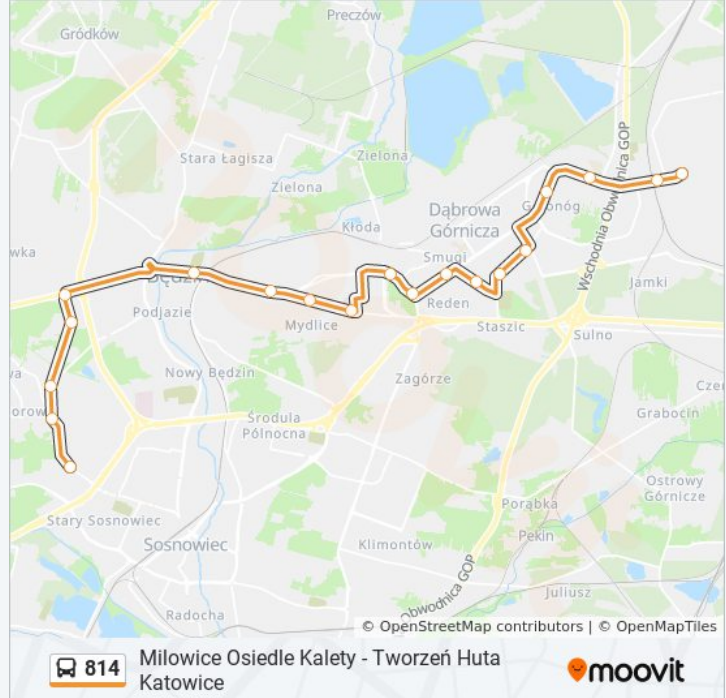 Preczów
Gródków
Stara Łagisza
Zielona
Zielona
Kłoda
Dąbrowa
Górnicza
Wschodnia Obwodnica GOP
Smugi
Jamki
Podjazie
Mydlice
Reden
Staszic
Sulno
Nowy Będzin
Zagórze
Środula
Północna
Grabocin
Ostrowy
Górnicze
Porąbka
Pekin
Stary Sosnowiec
Sosnowiec
Klimontów
Juliusz
Radocha
Obwodnica GOP
© OpenStreetMap contributors | © OpenMapTiles
814
Milowice Osiedle Kalety - Tworzeń Huta
Katowice
moovit